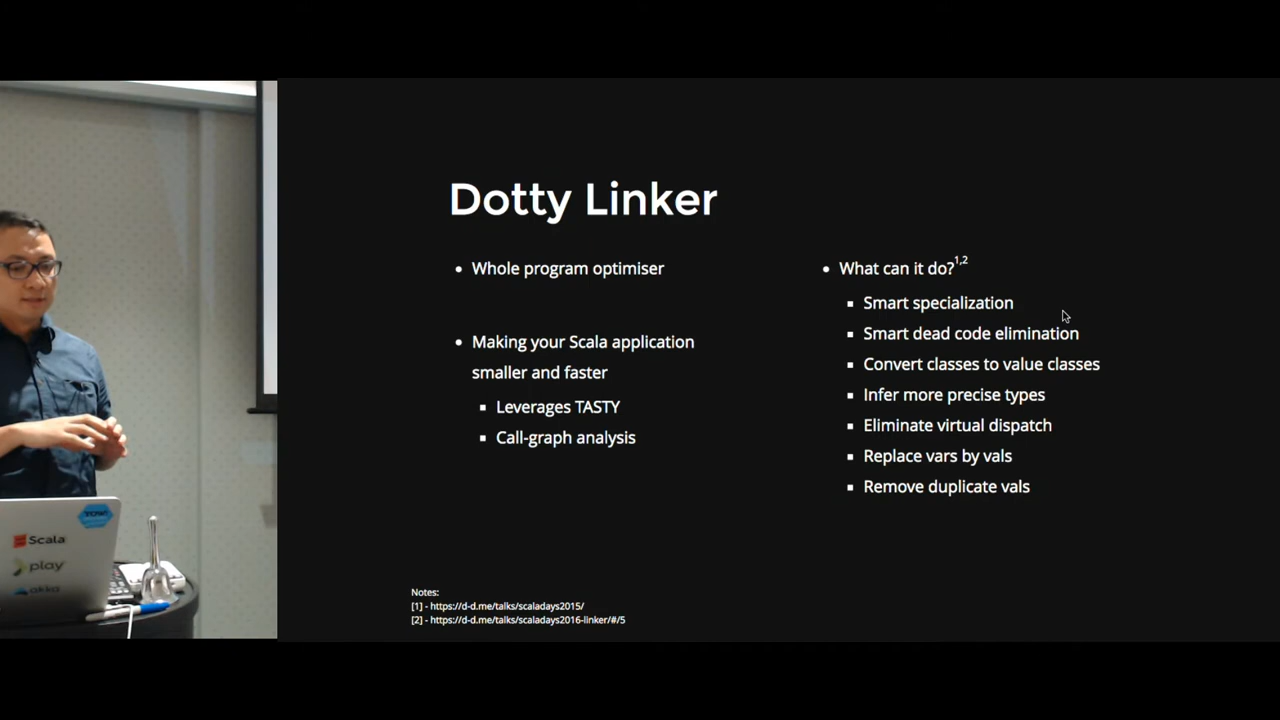 Dotty Linker
Whole program optimiser
Making your Scala application
smaller and faster
Leverages TASTY
Call-graph analysis
What can it do?1,2
Smart specialization
Smart dead code elimination
Convert classes to value classes
Infer more precise types
Eliminate virtual dispatch
Replace vars by vals
Remove duplicate vals
Notes:
[1] - https://d-d.me/talks/scaladays2015/
[2] - https://d-d.me/talks/scaladays2016-linker/#/5
Scala
play
akka